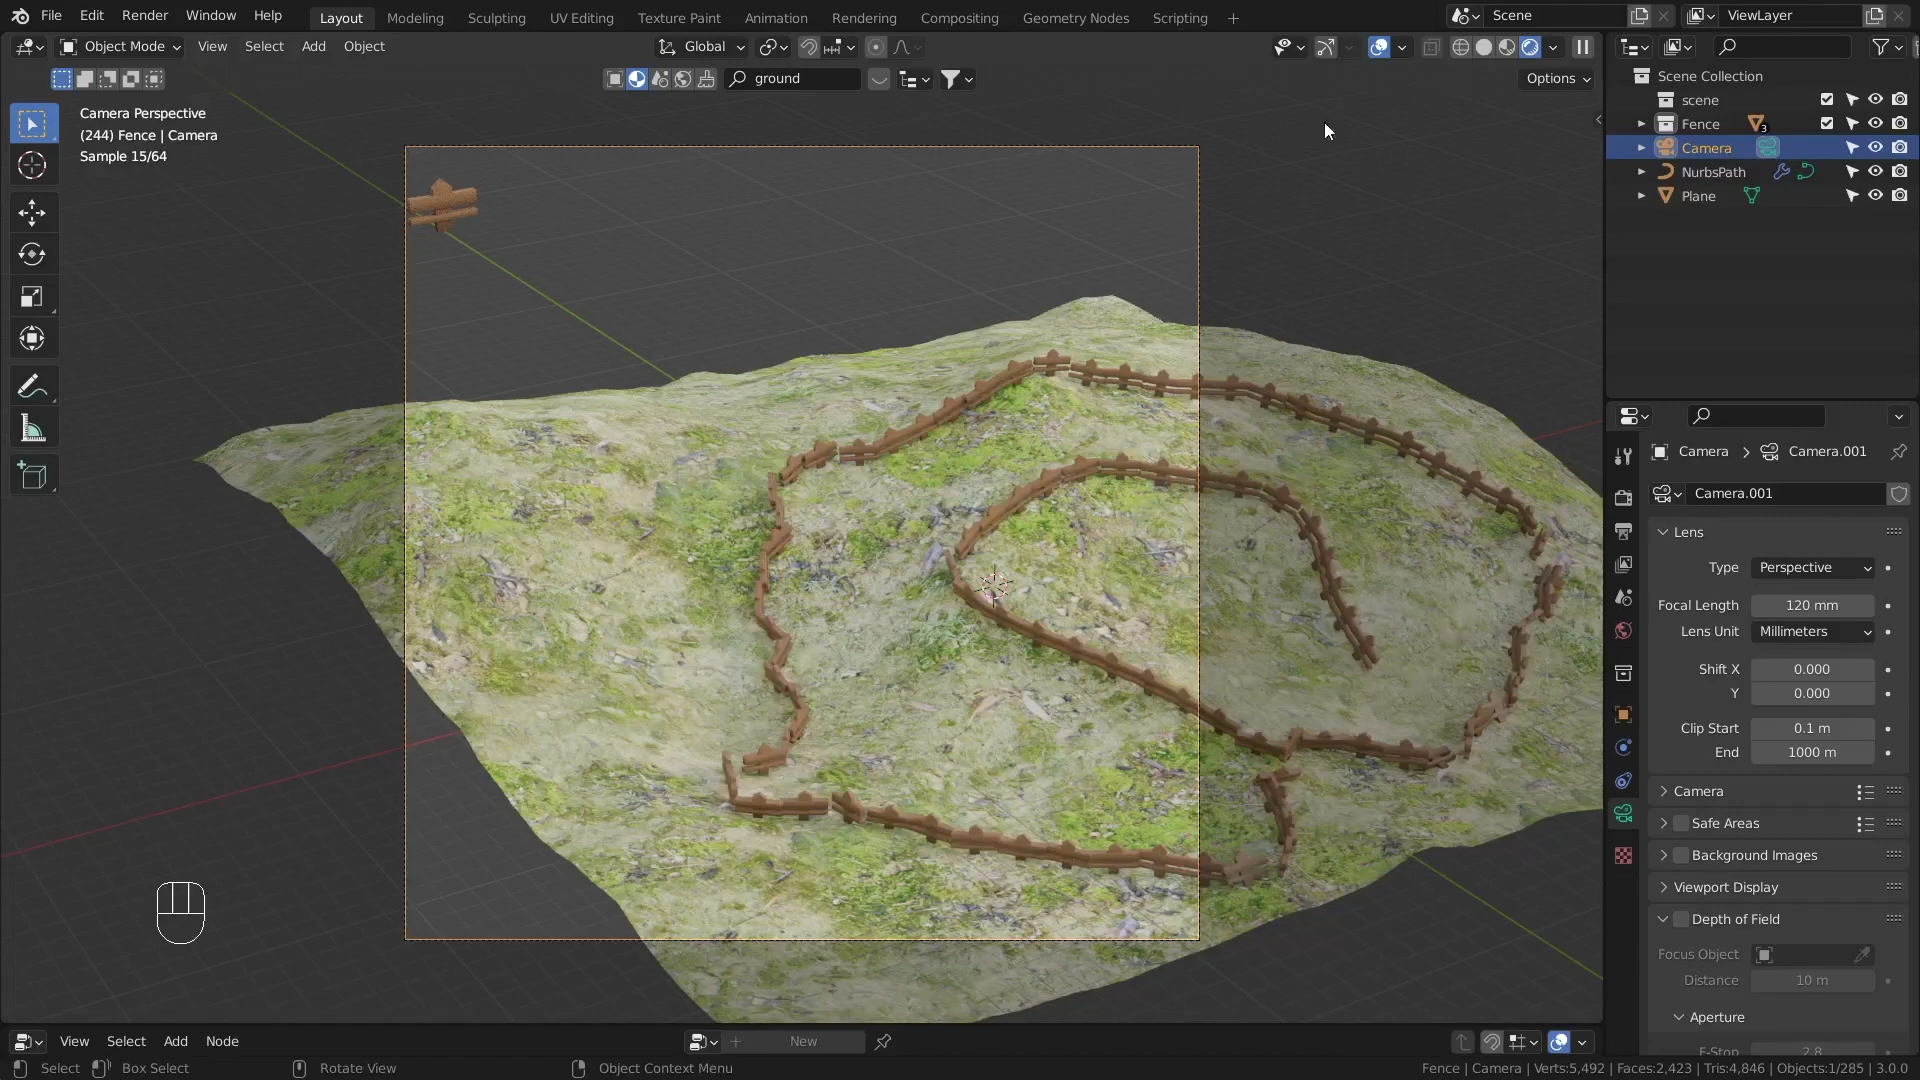 File Edit Render Window Help Layout Modeling Sculpting UV Editing Texture Paint Animation Rendering Compositing Geometry Nodes Scripting Scene ViewLayer
Object Mode View Select Add Object Global
ground Options
Scene Collection
scene
Fence 3
Camera
NurbsPath
Plane
Camera Perspective
(244) Fence | Camera
Sample 15/64
Camera Camera.001
Camera.001
Lens
Type Perspective
Focal Length 120 mm
Lens Unit Millimeters
Shift X 0.000
Y 0.000
Clip Start 0.1 m
End 1000 m
Camera
Safe Areas
Background Images
Viewport Display
Depth of Field
Focus Object
Distance 10 m
Aperture
F-Stop 2.8
View Select Add Node New
Select Box Select Rotate View Object Context Menu Fence | Camera | Verts:5,492 | Faces:2,423 | Tris:4,846 | Objects:1/285 | 3.0.0